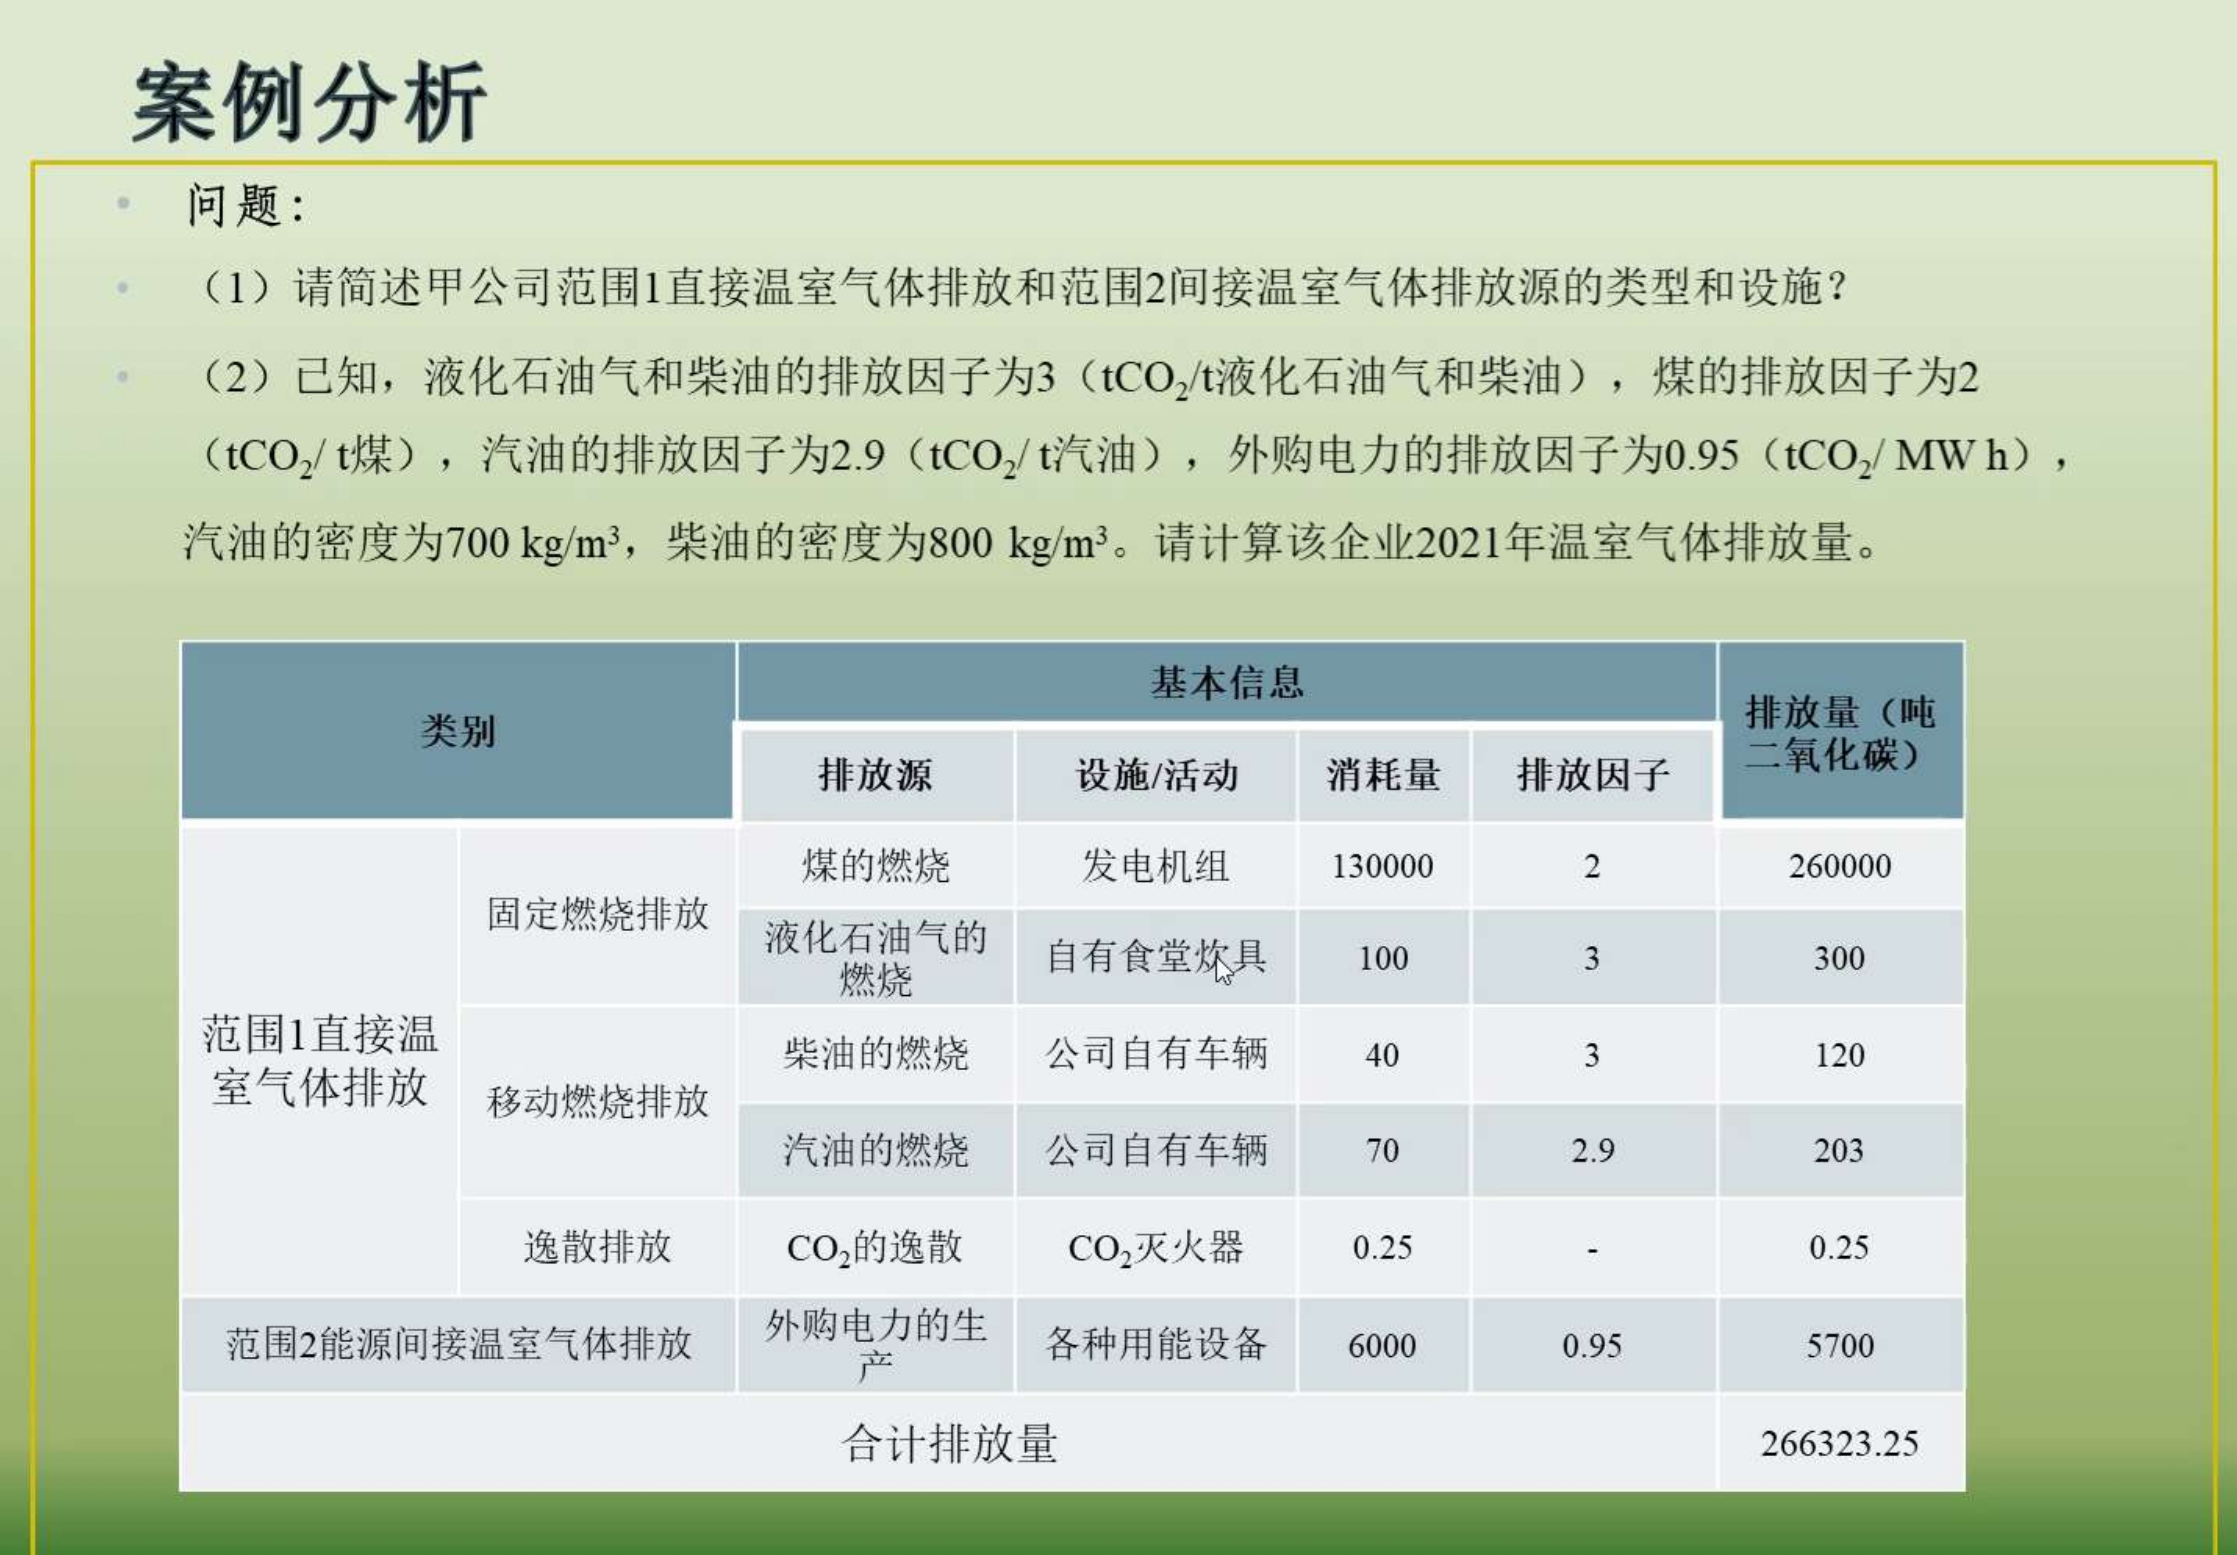 案例分析
问题：
（1）请简述甲公司范围1直接温室气体排放和范围2间接温室气体排放源的类型和设施？
（2）已知，液化石油气和柴油的排放因子为3（tCO₂/t液化石油气和柴油），煤的排放因子为2
（tCO₂/ t煤），汽油的排放因子为2.9（tCO₂/ t汽油），外购电力的排放因子为0.95（tCO₂/ MW h），
汽油的密度为700 kg/m³，柴油的密度为800 kg/m³。请计算该企业2021年温室气体排放量。
类别
基本信息
排放量（吨
二氧化碳）
排放源 设施/活动 消耗量 排放因子
范围1直接温
室气体排放
固定燃烧排放
煤的燃烧 发电机组 130000 2 260000
液化石油气的
燃烧
自有食堂炊具 100 3 300
移动燃烧排放
柴油的燃烧 公司自有车辆 40 3 120
汽油的燃烧 公司自有车辆 70 2.9 203
逸散排放 CO₂的逸散 CO₂灭火器 0.25 - 0.25
范围2能源间接温室气体排放
外购电力的生
产
各种用能设备 6000 0.95 5700
合计排放量 266323.25